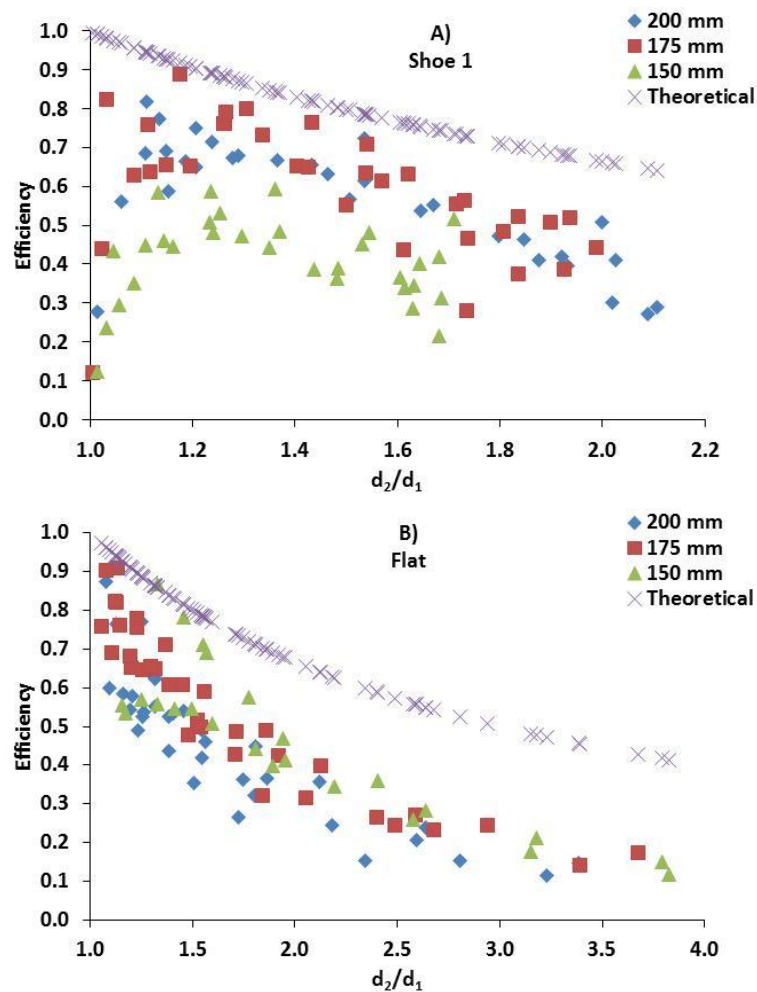 A)
Shoe 1
200 mm
175 mm
150 mm
Theoretical
Efficiency
1.0
0.9
0.8
0.7
0.6
0.5
0.4
0.3
0.2
0.1
0.0
1.0 1.2 1.4 1.6 1.8 2.0 2.2
d₂/d₁
B)
Flat
200 mm
175 mm
150 mm
Theoretical
Efficiency
1.0
0.9
0.8
0.7
0.6
0.5
0.4
0.3
0.2
0.1
0.0
1.0 1.5 2.0 2.5 3.0 3.5 4.0
d₂/d₁